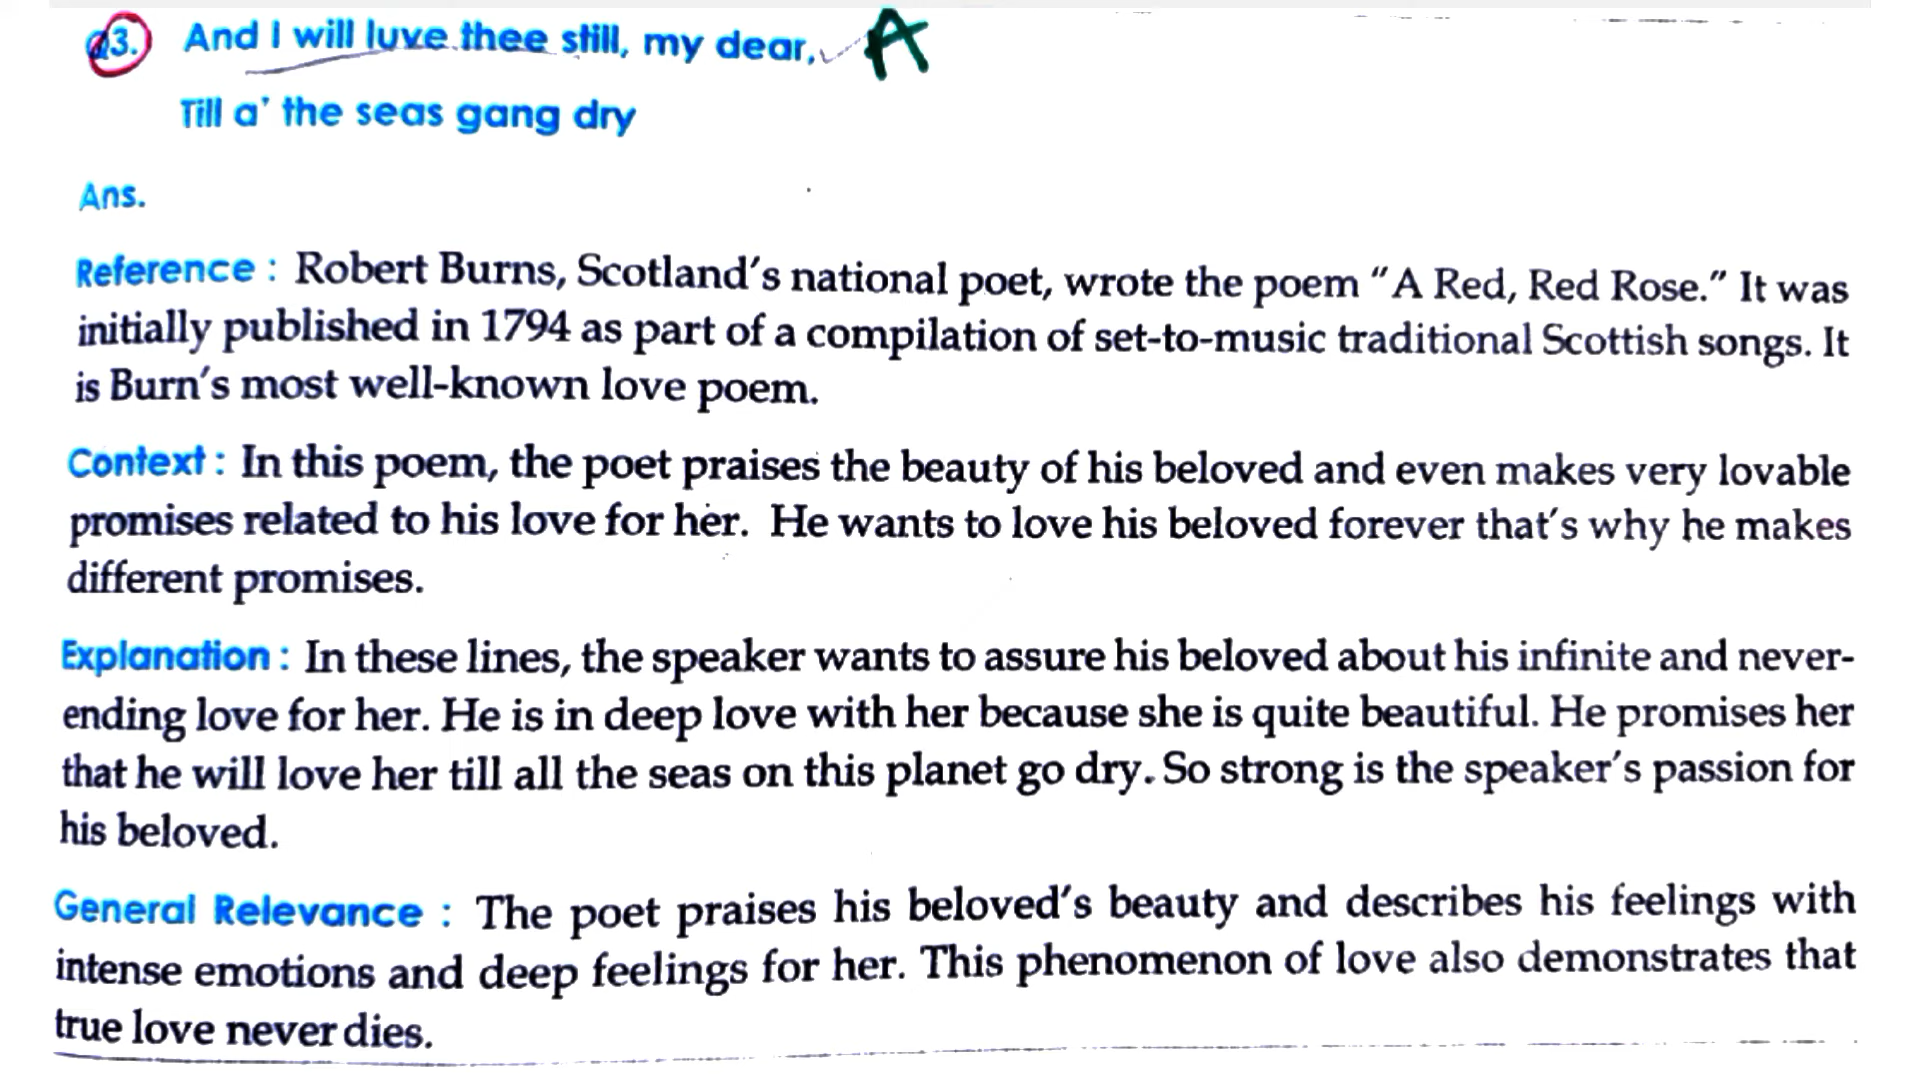 Q3. And I will luve thee still, my dear, A
Till a' the seas gang dry
Ans.
Reference : Robert Burns, Scotland's national poet, wrote the poem "A Red, Red Rose." It was
initially published in 1794 as part of a compilation of set-to-music traditional Scottish songs. It
is Burn's most well-known love poem.
Context : In this poem, the poet praises the beauty of his beloved and even makes very lovable
promises related to his love for her. He wants to love his beloved forever that's why he makes
different promises.
Explanation : In these lines, the speaker wants to assure his beloved about his infinite and never-
ending love for her. He is in deep love with her because she is quite beautiful. He promises her
that he will love her till all the seas on this planet go dry. So strong is the speaker's passion for
his beloved.
General Relevance : The poet praises his beloved's beauty and describes his feelings with
intense emotions and deep feelings for her. This phenomenon of love also demonstrates that
true love never dies.